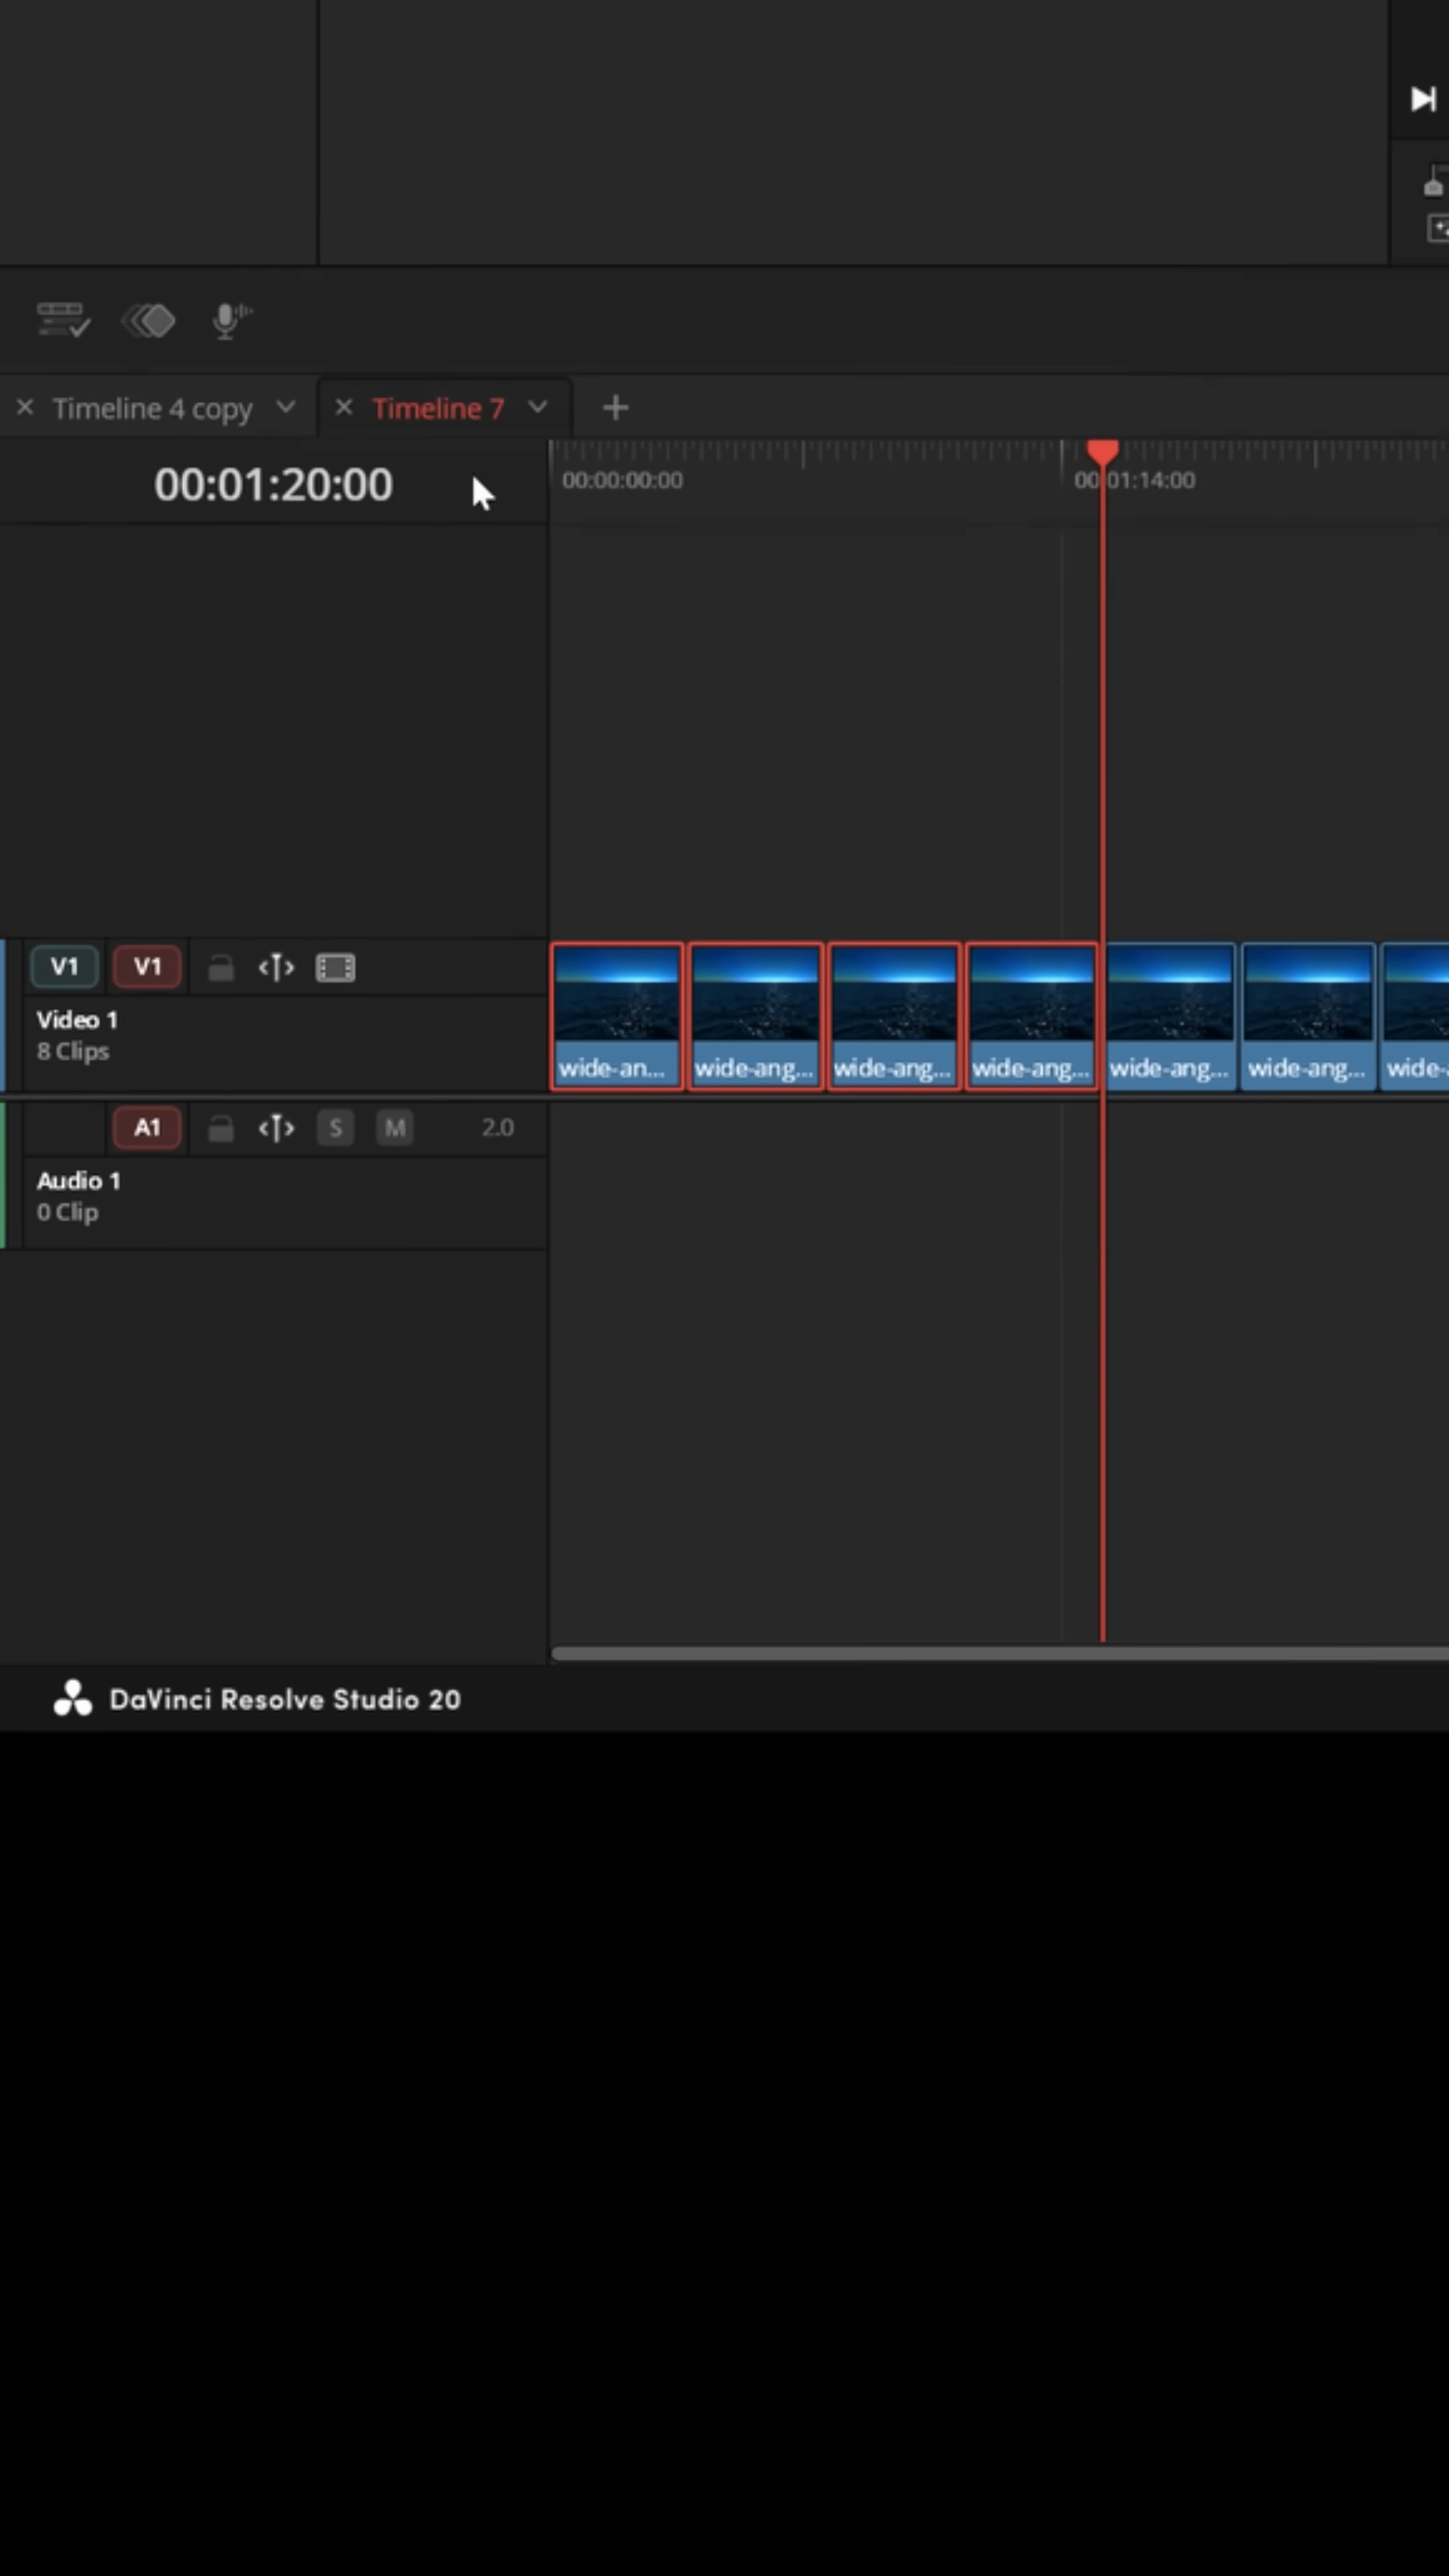 Timeline 4 copy
Timeline 7
00:01:20:00
00:00:00:00
00:01:14:00
V1
V1
Video 1
8 Clips
wide-an...
wide-ang...
wide-ang...
wide-ang...
wide-ang...
wide-ang...
wide-
A1
S
M
2.0
Audio 1
0 Clip
DaVinci Resolve Studio 20